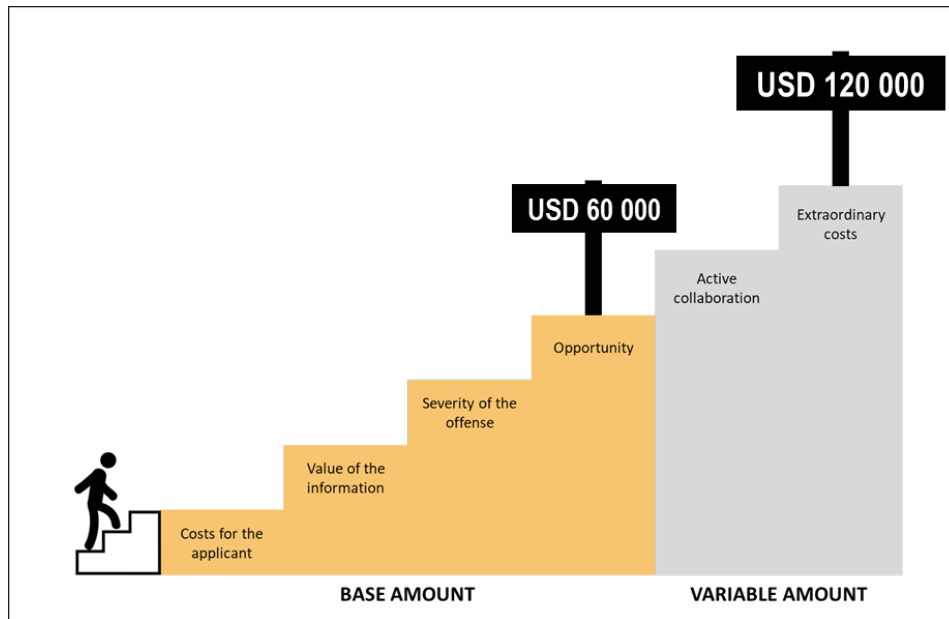 USD 120 000
USD 60 000
Extraordinary
costs
Active
collaboration
Opportunity
Severity of the
offense
Value of the
information
Costs for the
applicant
BASE AMOUNT
VARIABLE AMOUNT